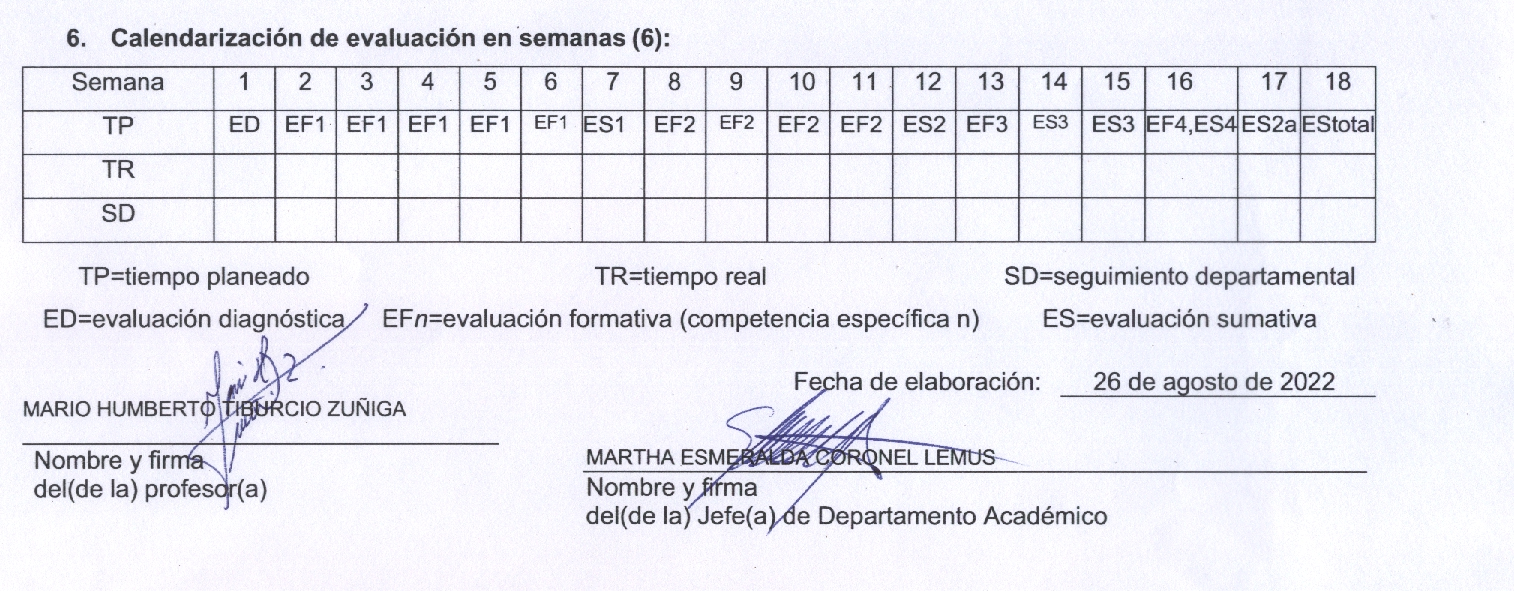 6. Calendarización de evaluación en semanas (6):
Semana 1 2 3 4 5 6 7 8 9 10 11 12 13 14 15 16 17 18
TP ED EF1 EF1 EF1 EF1 EF1 ES1 EF2 EF2 EF2 EF2 ES2 EF3 ES3 ES3 EF4,ES4 ES2a EStotal
TR
SD
TP=tiempo planeado TR=tiempo real SD=seguimiento departamental
ED=evaluación diagnóstica EFn=evaluación formativa (competencia específica n) ES=evaluación sumativa
Fecha de elaboración: 26 de agosto de 2022
MARIO HUMBERTO TIBURCIO ZUÑIGA
Nombre y firma
del(de la) profesor(a)
MARTHA ESMERALDA CORONEL LEMUS
Nombre y firma
del(de la) Jefe(a) de Departamento Académico